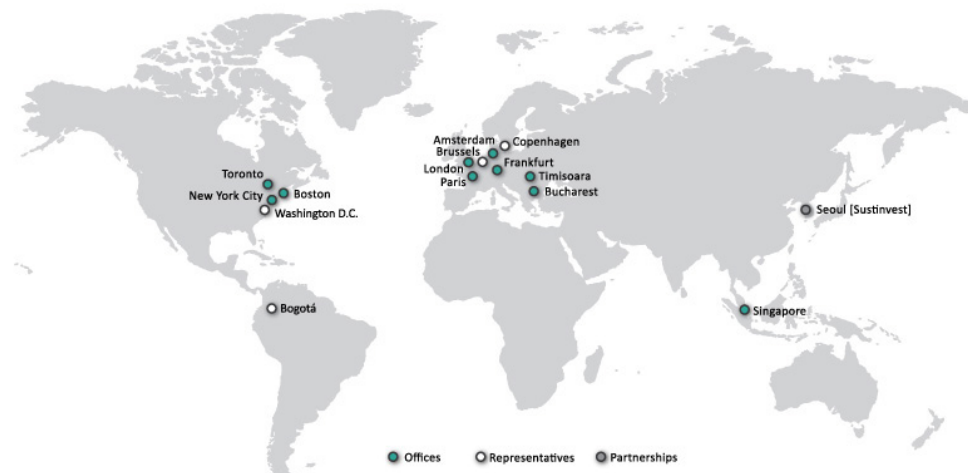 Amsterdam
Copenhagen
Brussels
Frankfurt
London
Timisoara
Paris
Bucharest
Toronto
Boston
New York City
Washington D.C.
Seoul [Sustinvest]
Bogotá
Singapore
Offices
Representatives
Partnerships